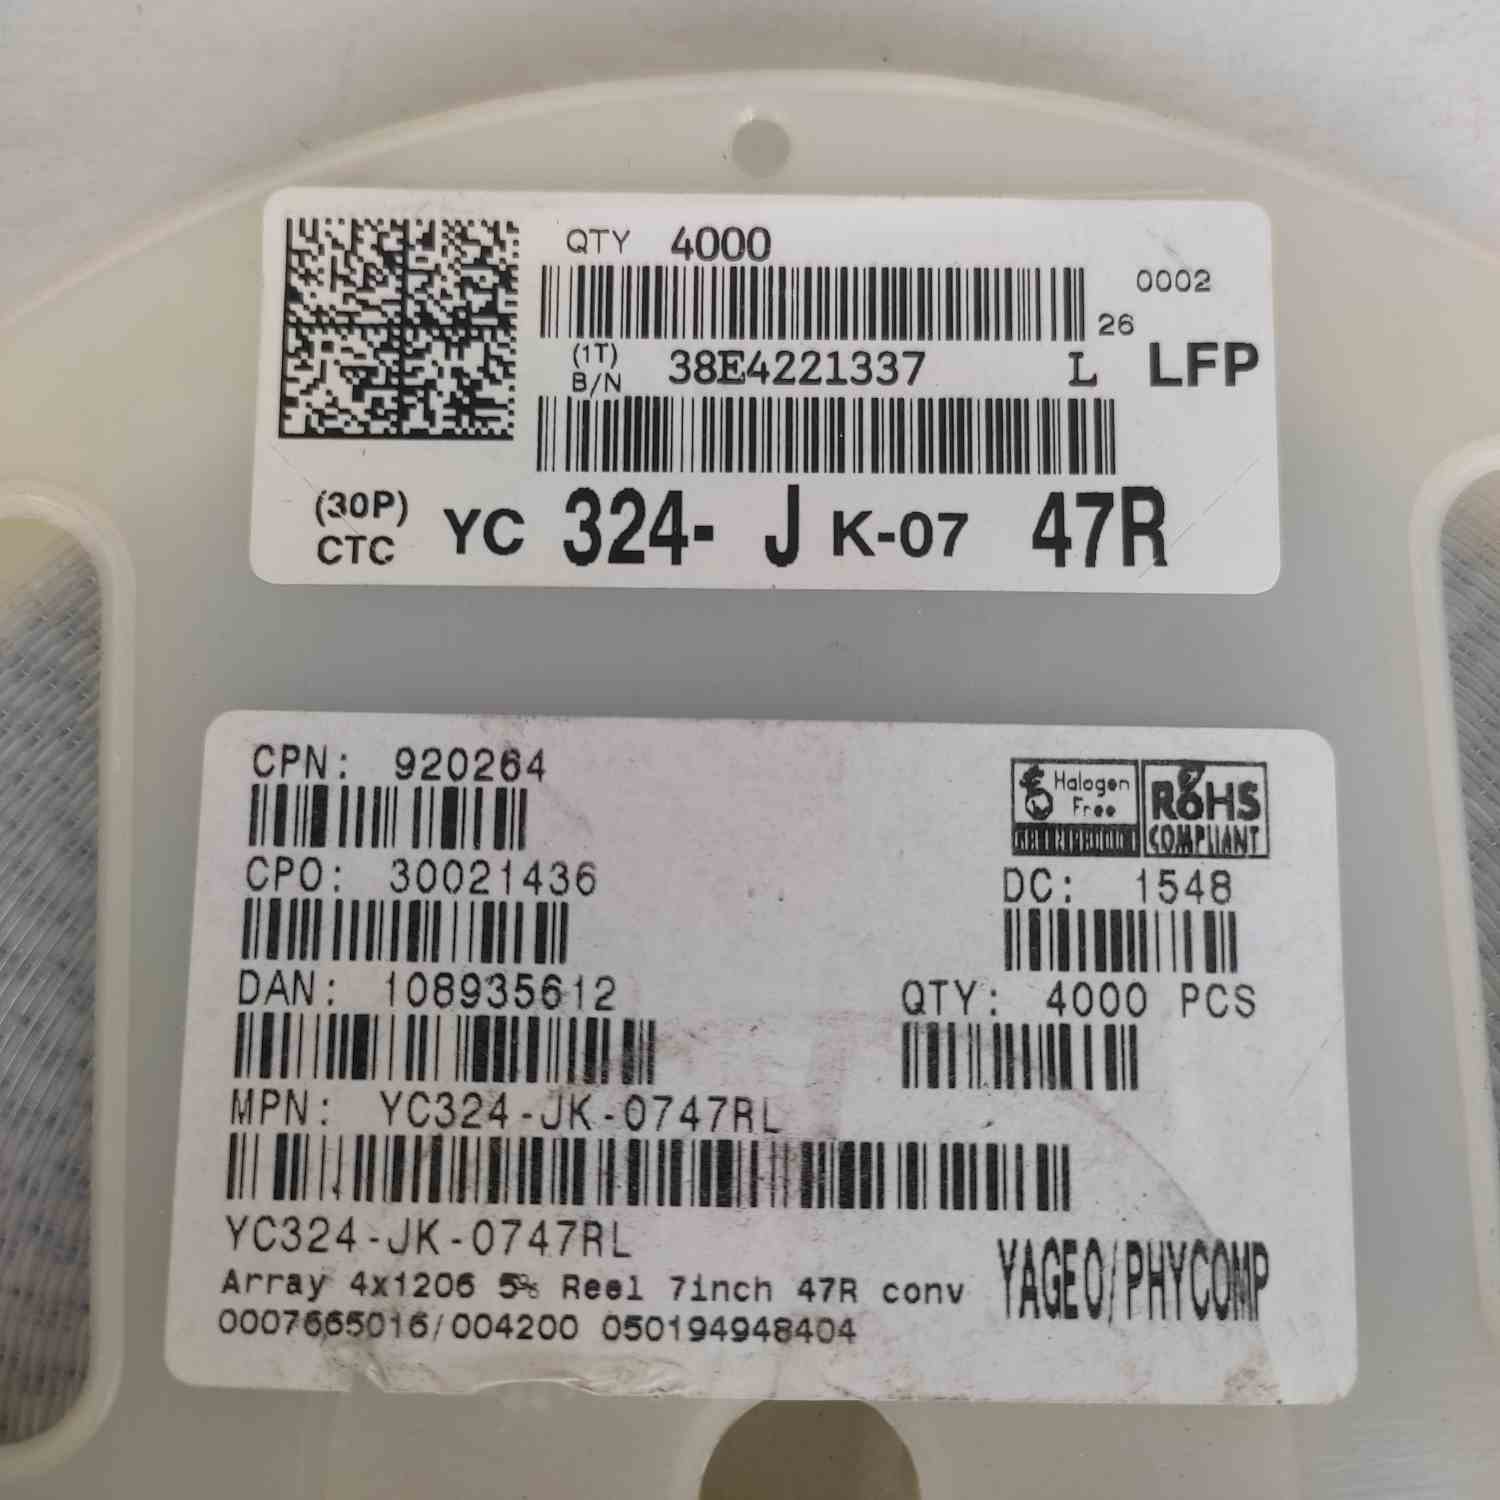 QTY 4000
0002
26
(1T)
B/N 38E4221337 L LFP
(30P)
CTC YC 324- J K-07 47R
CPN: 920264
Halogen
Free
GREEN PRODUCT
RoHS
COMPLIANT
CPO: 30021436
DC: 1548
DAN: 108935612
QTY: 4000 PCS
MPN: YC324-JK-0747RL
YC324-JK-0747RL
Array 4x1206 5% Reel 7inch 47R conv
YAGEO/PHYCOMP
0007665016/004200 050194948404